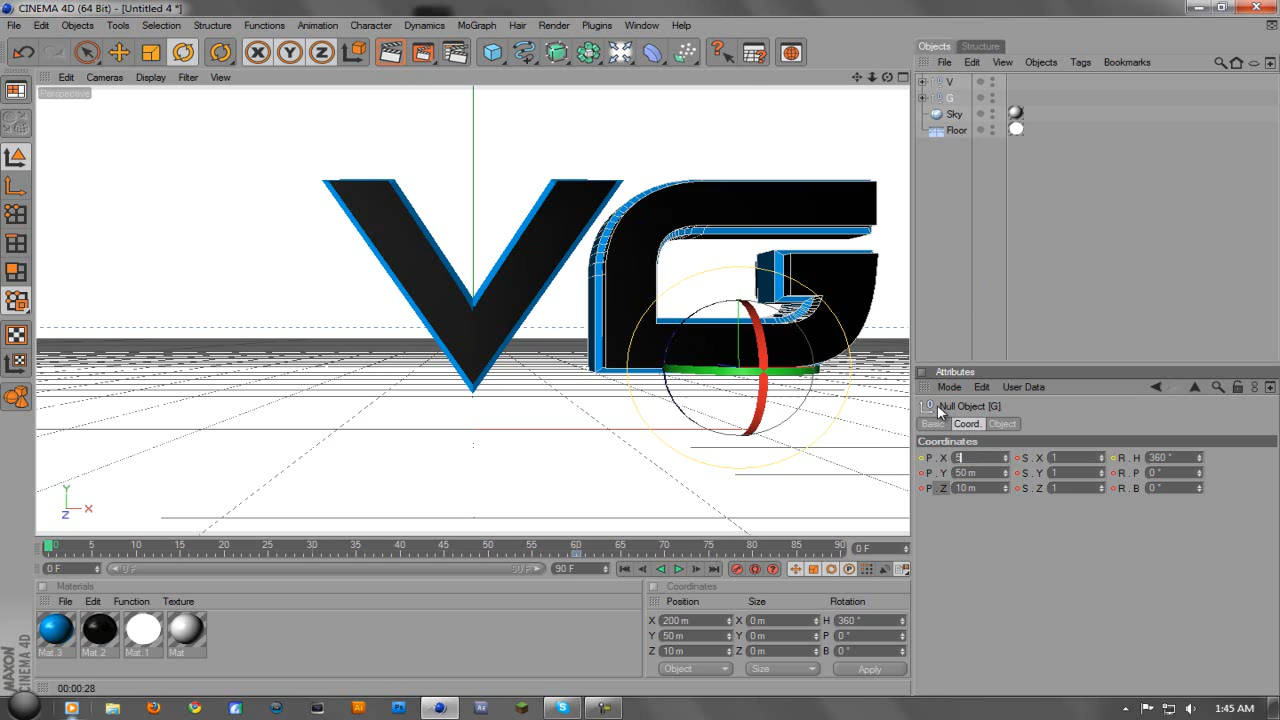 CINEMA 4D (64 Bit) - [Untitled 4 *]
File Edit Objects Tools Selection Structure Functions Animation Character Dynamics MoGraph Hair Render Plugins Window Help
X Y Z
Edit Cameras Display Filter View
Perspective
VG
Y
Z X
0 5 10 15 20 25 30 35 40 45 50 55 60 65 70 75 80 85 90 0 F
0 F 0 F 90 F 90 F
Materials
File Edit Function Texture
Mat.3 Mat.2 Mat.1 Mat
Coordinates
Position Size Rotation
X 200 m X 0 m H 360 °
Y 50 m Y 0 m P 0 °
Z 10 m Z 0 m B 0 °
Object Size Apply
Objects Structure
File Edit View Objects Tags Bookmarks
V
G
Sky
Floor
Attributes
Mode Edit User Data
Null Object [G]
Basic Coord. Object
Coordinates
P . X 5 S . X 1 R . H 360 °
P . Y 50 m S . Y 1 R . P 0 °
P . Z 10 m S . Z 1 R . B 0 °
MAXON
CINEMA 4D
00:00:28
1:45 AM